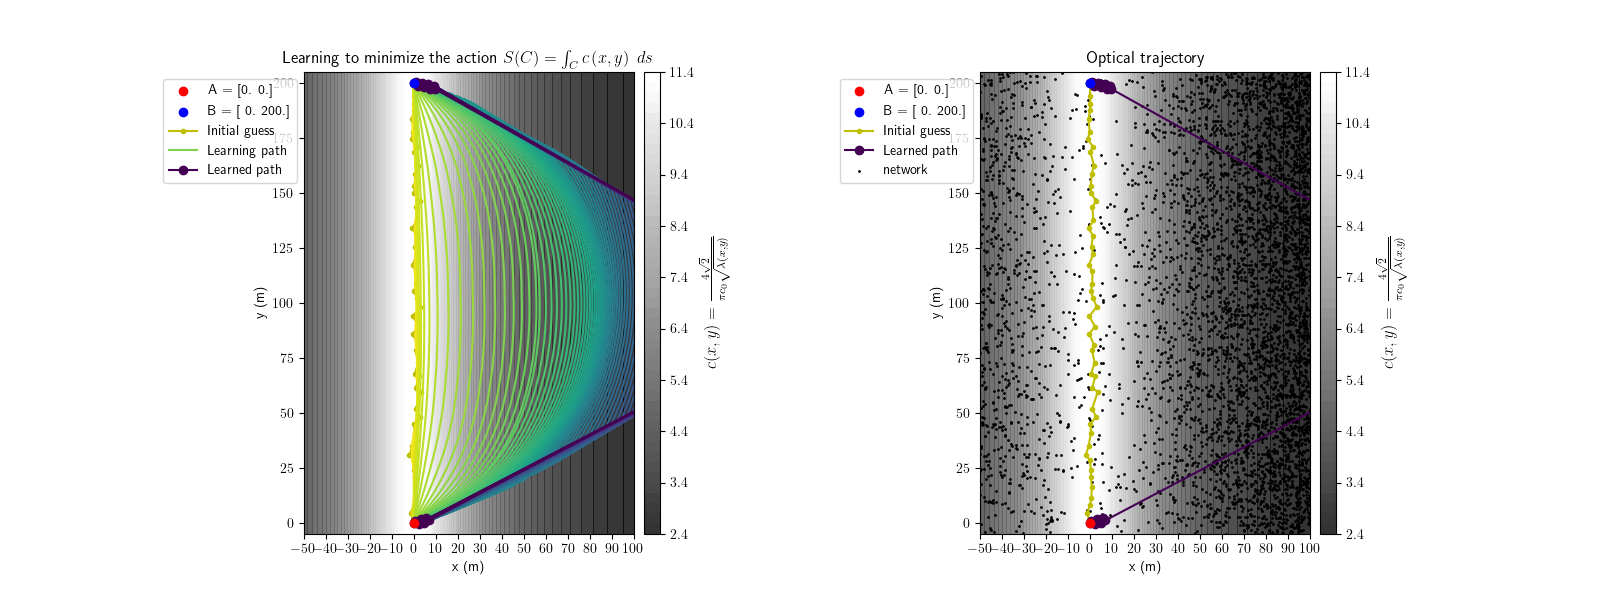 Learning to minimize the action S(C) = ∫_C c(x, y) ds
A = [0. 0.]
B = [ 0. 200.]
Initial guess
Learning path
Learned path
200
175
150
125
100
75
50
25
0
y (m)
−50 −40 −30 −20 −10 0 10 20 30 40 50 60 70 80 90 100
x (m)
11.4
10.4
9.4
8.4
7.4
6.4
5.4
4.4
3.4
2.4
c(x, y) = 4√2 / πc₀√λ(x,y)
Optical trajectory
A = [0. 0.]
B = [ 0. 200.]
Initial guess
Learned path
network
200
175
150
125
100
75
50
25
0
y (m)
−50 −40 −30 −20 −10 0 10 20 30 40 50 60 70 80 90 100
x (m)
11.4
10.4
9.4
8.4
7.4
6.4
5.4
4.4
3.4
2.4
c(x, y) = 4√2 / πc₀√λ(x,y)